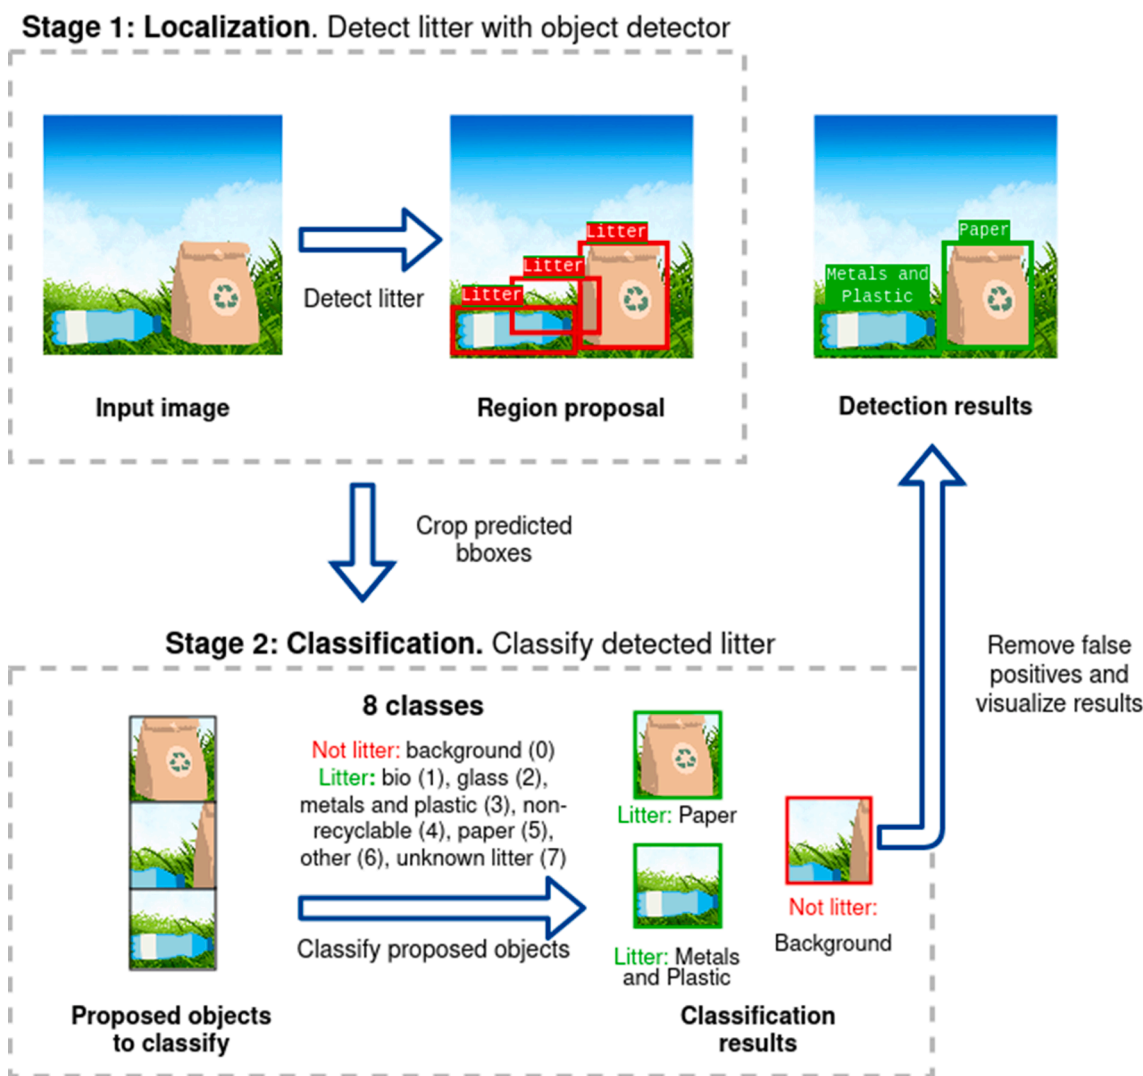 Stage 1: Localization. Detect litter with object detector
Detect litter
Litter
Litter
Litter
Paper
Metals and
Plastic
Input image
Region proposal
Detection results
Crop predicted
bboxes
Stage 2: Classification. Classify detected litter
Remove false
positives and
visualize results
8 classes
Not litter: background (0)
Litter: bio (1), glass (2),
metals and plastic (3), non-
recyclable (4), paper (5),
other (6), unknown litter (7)
Classify proposed objects
Litter: Paper
Litter: Metals
and Plastic
Not litter:
Background
Proposed objects
to classify
Classification
results